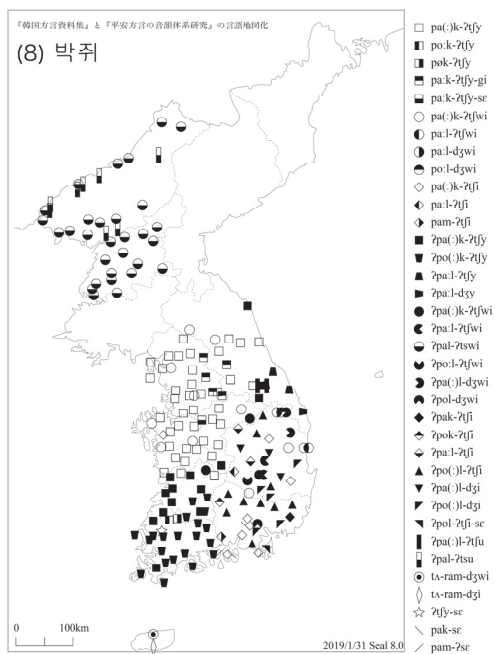 『韓国方言資料集』と『平安方言の音韻体系研究』の言語地図化
(8) 박쥐
pa(:)k-ʔtʃy
po:k-ʔtʃy
pøk-ʔtʃy
pa:k-ʔtʃy-gi
pa:k-ʔtʃy-sɛ
pa(:)k-ʔtʃwi
pa:l-ʔtʃwi
pa:l-dʒwi
po:l-dʒwi
pa(:)k-ʔtʃi
pa:l-ʔtʃi
pam-ʔtʃi
ʔpa(:)k-ʔtʃy
ʔpo(:)k-ʔtʃy
ʔpa:l-ʔtʃy
ʔpa:l-dʒy
ʔpa(:)k-ʔtʃwi
ʔpa:l-ʔtʃwi
ʔpal-ʔtswi
ʔpo:l-ʔtʃwi
ʔpa(:)l-dʒwi
ʔpol-dʒwi
ʔpak-ʔtʃi
ʔpok-ʔtʃi
ʔpa:l-ʔtʃi
ʔpo(:)l-ʔtʃi
ʔpa(:)l-dʒi
ʔpo(:)l-dʒi
ʔpol-ʔtʃi-sɛ
ʔpa(:)l-ʔtʃu
ʔpal-ʔtsu
tʌ-ram-dʒwi
tʌ-ram-dʒi
ʔtʃy-sɛ
pak-sɛ
pam-ʔsɛ
0 100km
2019/1/31 Seal 8.0